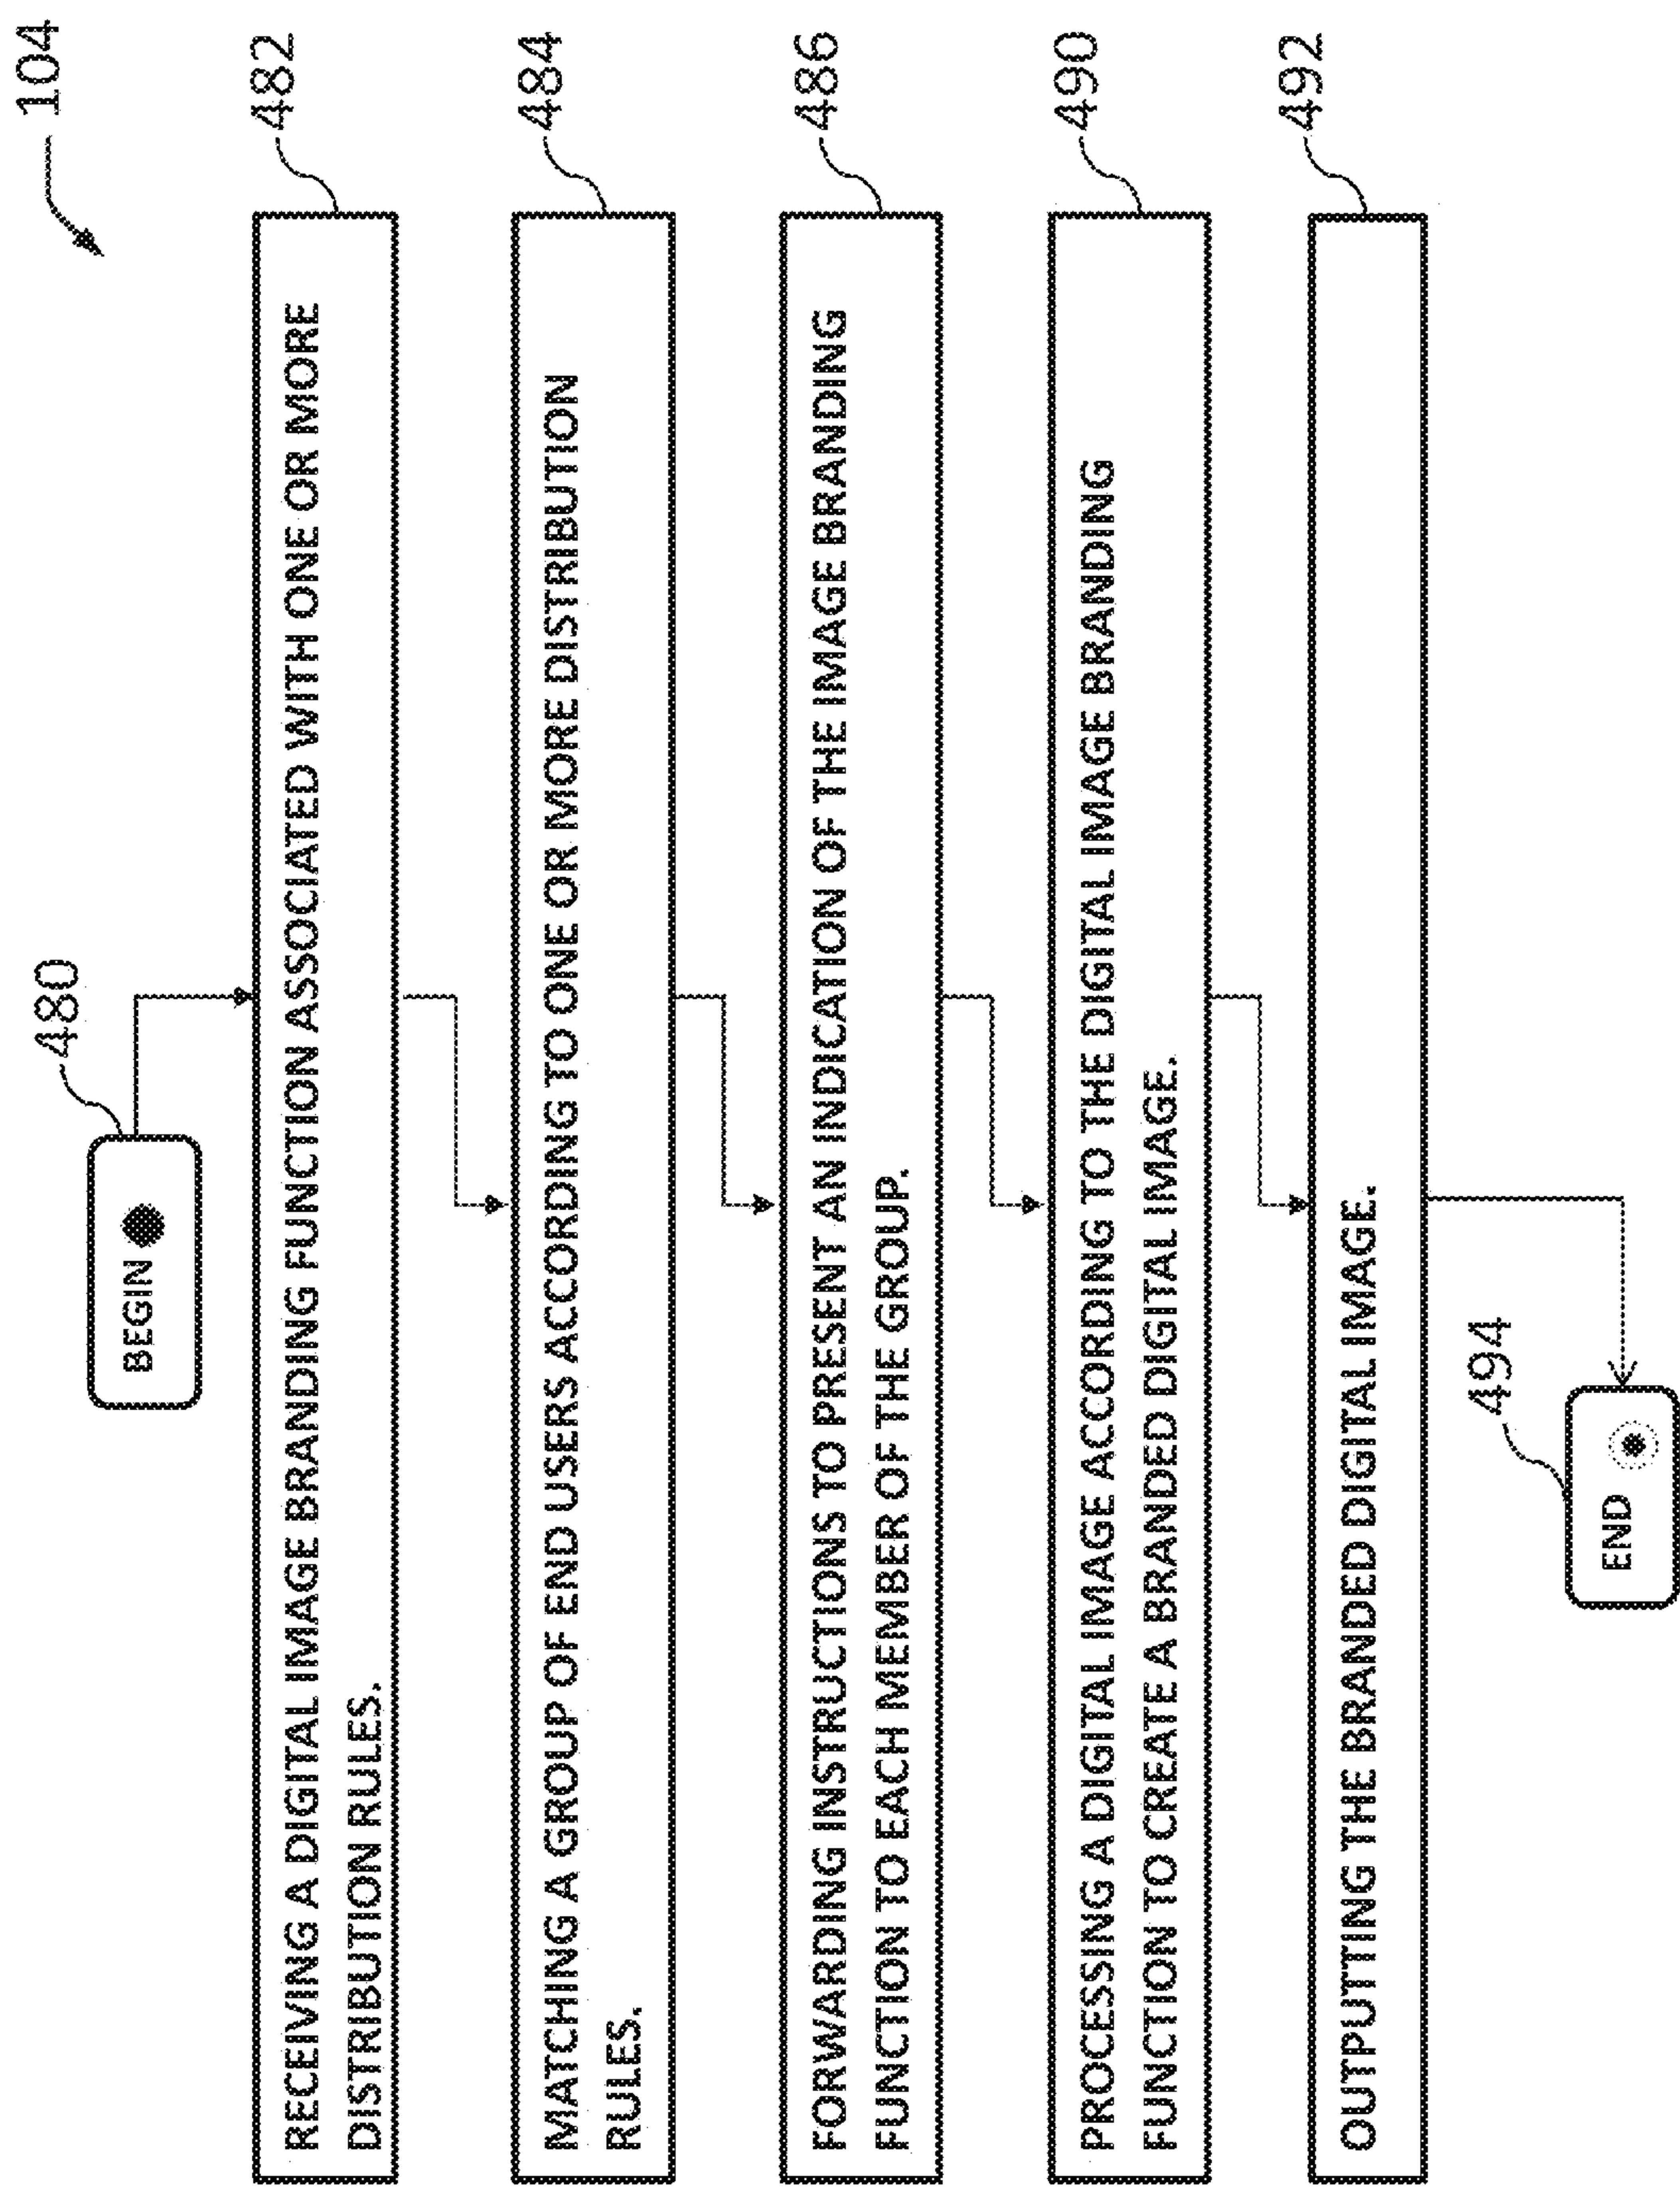 104
480
BEGIN
482
RECEIVING A DIGITAL IMAGE BRANDING FUNCTION ASSOCIATED WITH ONE OR MORE
DISTRIBUTION RULES.
484
MATCHING A GROUP OF END USERS ACCORDING TO ONE OR MORE DISTRIBUTION
RULES.
486
FORWARDING INSTRUCTIONS TO PRESENT AN INDICATION OF THE IMAGE BRANDING
FUNCTION TO EACH MEMBER OF THE GROUP.
490
PROCESSING A DIGITAL IMAGE ACCORDING TO THE DIGITAL IMAGE BRANDING
FUNCTION TO CREATE A BRANDED DIGITAL IMAGE.
492
OUTPUTTING THE BRANDED DIGITAL IMAGE.
494
END